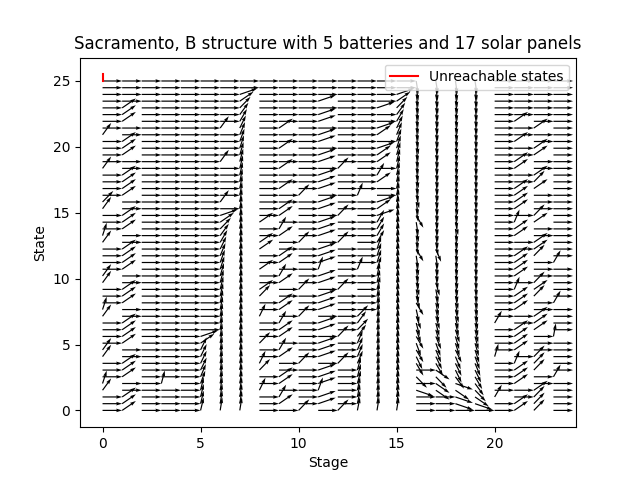 Sacramento, B structure with 5 batteries and 17 solar panels
Unreachable states
25
20
15
10
5
0
State
0
5
10
15
20
Stage